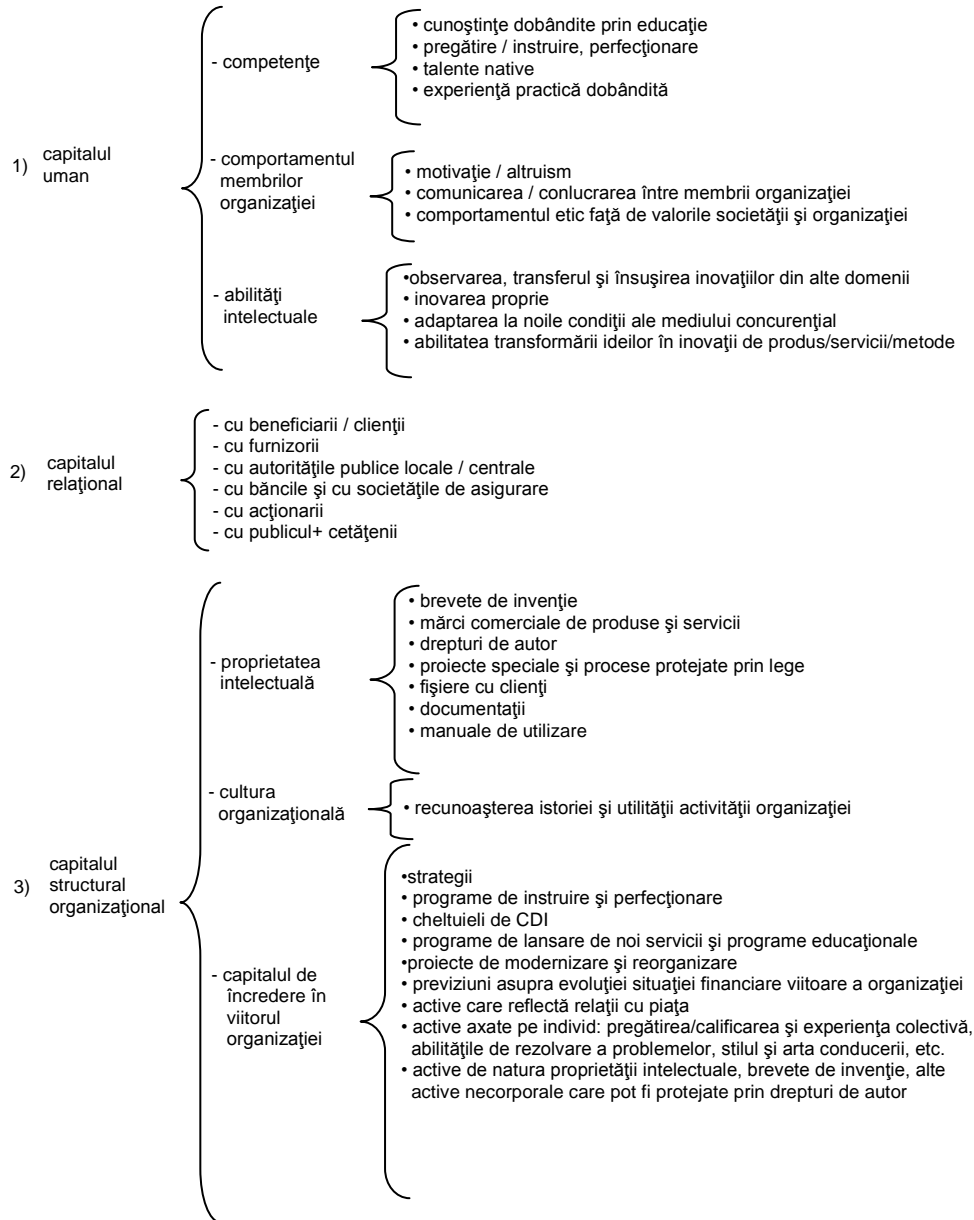 - competenţe
• cunoştinţe dobândite prin educaţie
• pregătire / instruire, perfecţionare
• talente native
• experienţă practică dobândită
1) capitalul
uman
- comportamentul
membrilor
organizaţiei
• motivaţie / altruism
• comunicarea / conlucrarea între membrii organizaţiei
• comportamentul etic faţă de valorile societăţii şi organizaţiei
- abilităţi
intelectuale
•observarea, transferul şi însuşirea inovaţiilor din alte domenii
• inovarea proprie
• adaptarea la noile condiţii ale mediului concurenţial
• abilitatea transformării ideilor în inovaţii de produs/servicii/metode
2) capitalul
relaţional
- cu beneficiarii / clienţii
- cu furnizorii
- cu autorităţile publice locale / centrale
- cu băncile şi cu societăţile de asigurare
- cu acţionarii
- cu publicul+ cetăţenii
3) capitalul
structural
organizaţional
- proprietatea
intelectuală
• brevete de invenţie
• mărci comerciale de produse şi servicii
• drepturi de autor
• proiecte speciale şi procese protejate prin lege
• fişiere cu clienţi
• documentaţii
• manuale de utilizare
- cultura
organizaţională
• recunoaşterea istoriei şi utilităţii activităţii organizaţiei
- capitalul de
încredere în
viitorul
organizaţiei
•strategii
• programe de instruire şi perfecţionare
• cheltuieli de CDI
• programe de lansare de noi servicii şi programe educaţionale
•proiecte de modernizare şi reorganizare
• previziuni asupra evoluţiei situaţiei financiare viitoare a organizaţiei
• active care reflectă relaţii cu piaţa
• active axate pe individ: pregătirea/calificarea şi experienţa colectivă,
abilităţile de rezolvare a problemelor, stilul şi arta conducerii, etc.
• active de natura proprietăţii intelectuale, brevete de invenţie, alte
active necorporale care pot fi protejate prin drepturi de autor